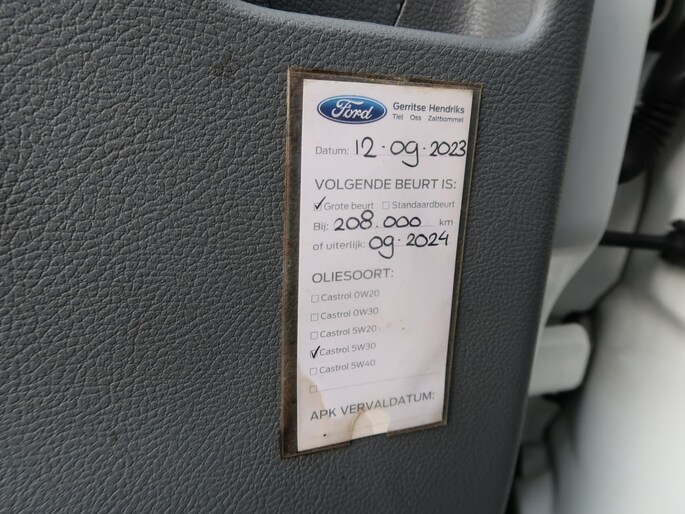 Ford Gerritse Hendriks
Tiel Oss Zaltbommel
Datum: 12.09.2023
VOLGENDE BEURT IS:
Grote beurt Standaardbeurt
Bij: 208.000 km
of uiterlijk: 09.2024
OLIESOORT:
Castrol 0W20
Castrol 0W30
Castrol 5W20
Castrol 5W30
Castrol 5W40
APK VERVALDATUM: